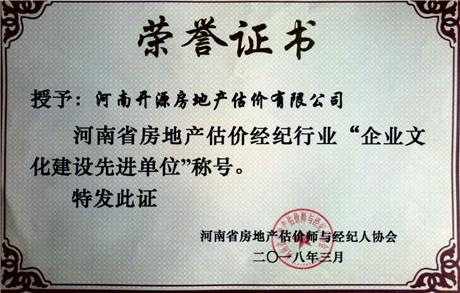 荣誉证书
授予：河南开源房地产估价有限公司
河南省房地产估价经纪行业“企业文
化建设先进单位”称号。
特发此证
河南省房地产估价师与经纪人协会
二〇一八年三月